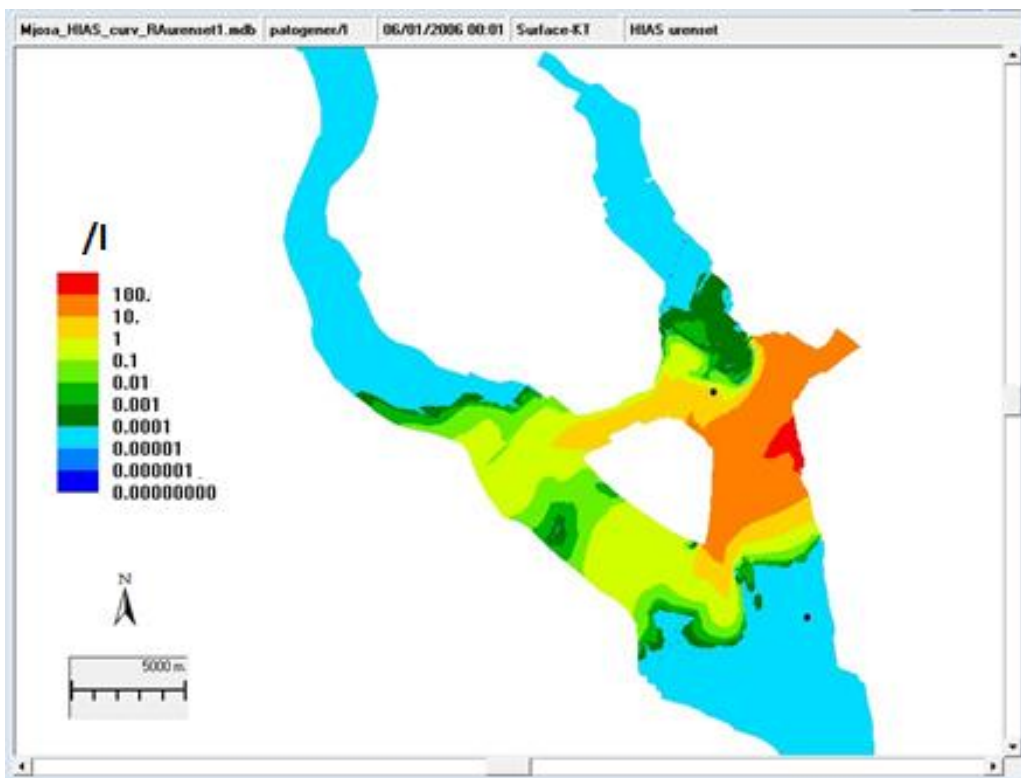 Mjosa_HIAS_curv_RAurenset1.mdb patogener/l 06/01/2006 00:01 Surface-KT HIAS urenset
/l
100.
10.
1
0.1
0.01
0.001
0.0001
0.00001
0.000001
0.00000000
N
5000 m.